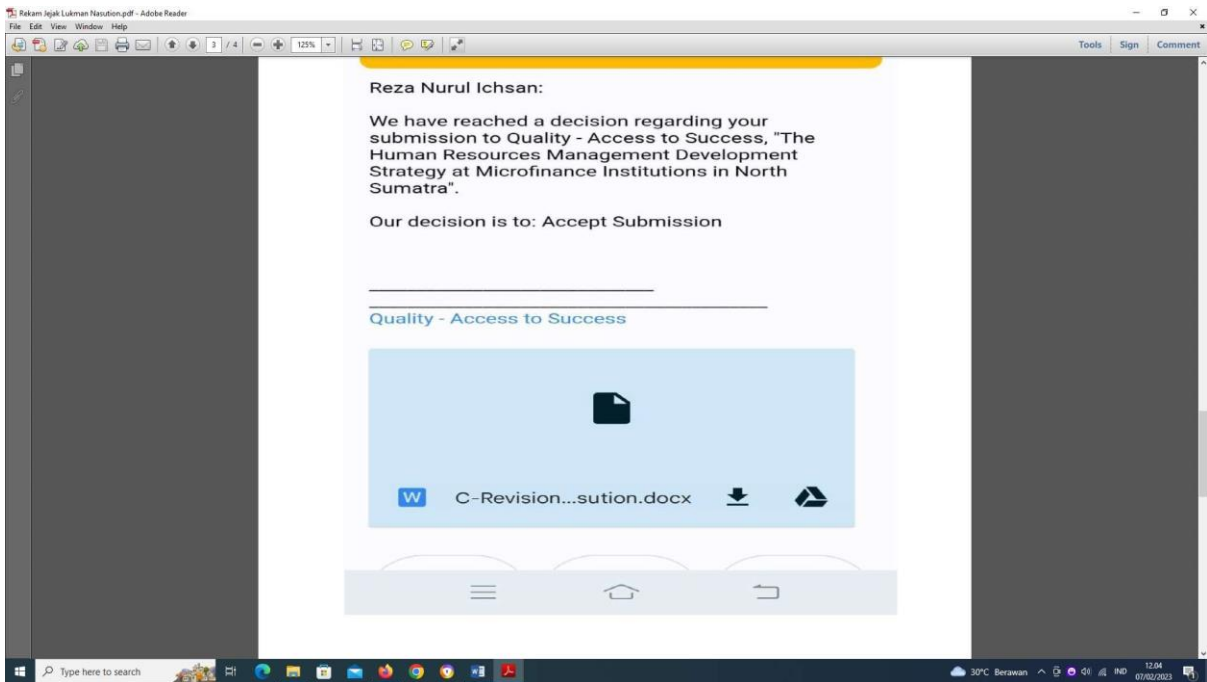 Rekam Jejak Lukman Nasution.pdf - Adobe Reader
File Edit View Window Help
3 / 4 125% Tools Sign Comment
Reza Nurul Ichsan:
We have reached a decision regarding your
submission to Quality - Access to Success, "The
Human Resources Management Development
Strategy at Microfinance Institutions in North
Sumatra".
Our decision is to: Accept Submission
Quality - Access to Success
W C-Revision...sution.docx
Type here to search 30°C Berawan IND 12.04
07/02/2023